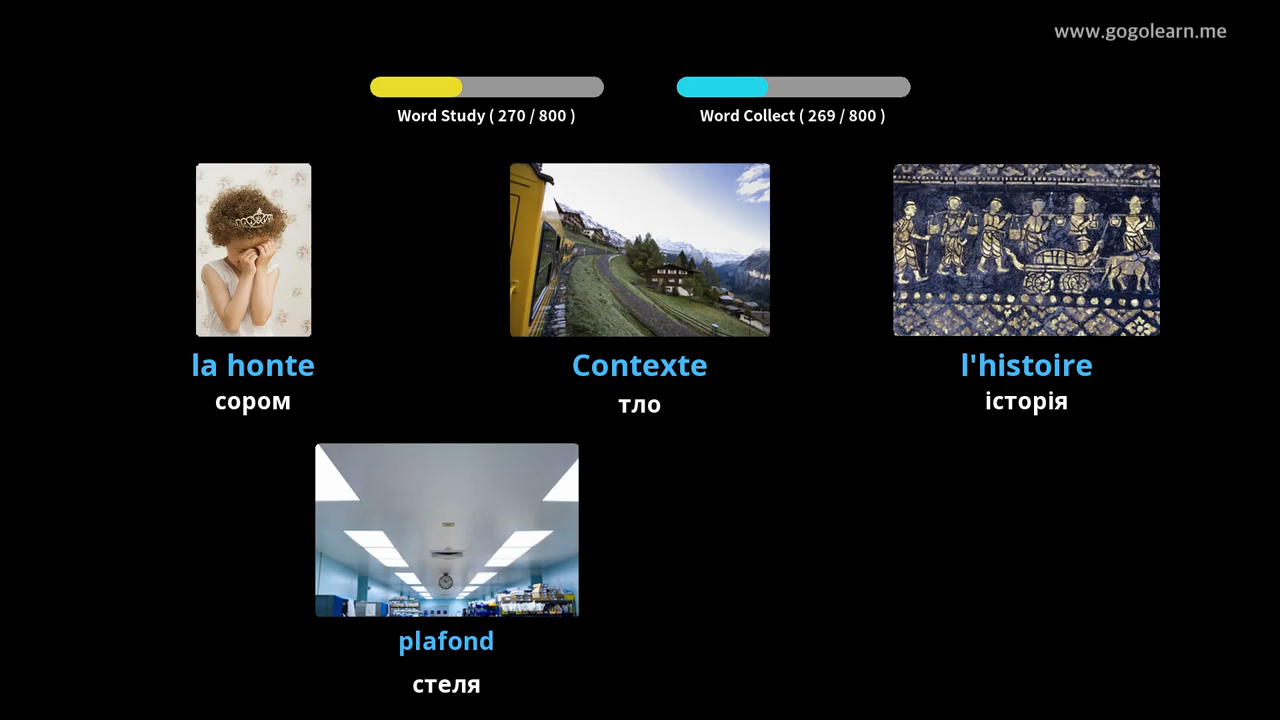 www.gogolearn.me
Word Study ( 270 / 800 )
Word Collect ( 269 / 800 )
la honte
сором
Contexte
тло
l'histoire
історія
plafond
стеля